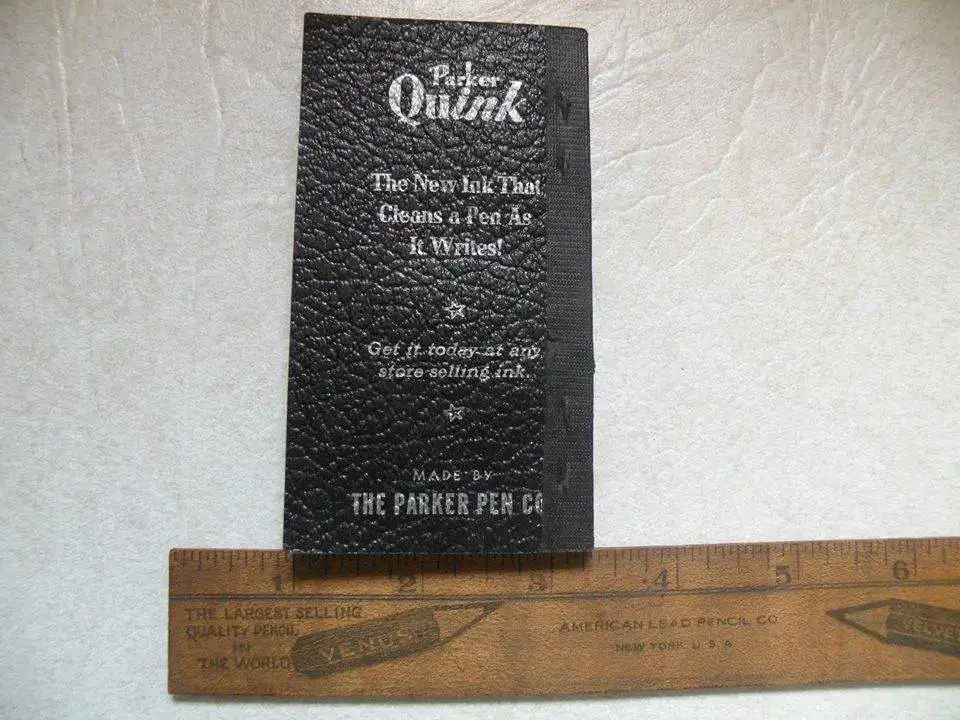 Parker
Quink
The New Ink That
Cleans a Pen As
It Writes!
Get it today at any
store selling ink.
MADE BY
THE PARKER PEN CO
1 2 3 4 5 6
THE LARGEST SELLING
QUALITY PENCIL
IN
THE WORLD
VENUS
AMERICAN LEAD PENCIL CO
NEW YORK U S A
VELVE